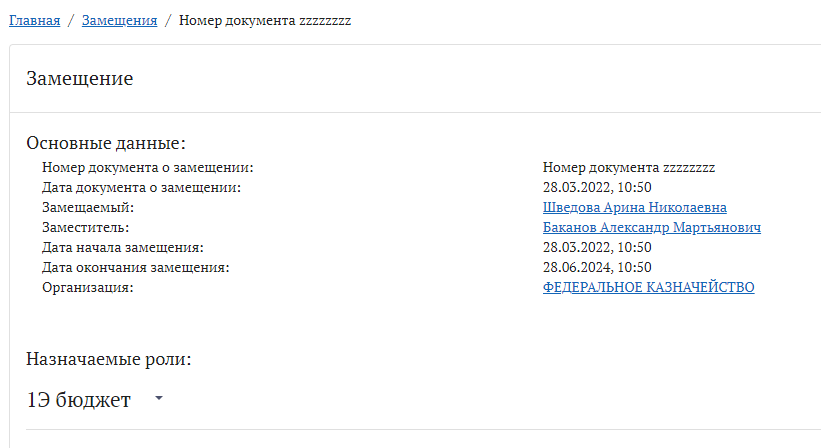 Главная / Замещения / Номер документа zzzzzzzz
Замещение
Основные данные:
Номер документа о замещении: Номер документа zzzzzzzz
Дата документа о замещении: 28.03.2022, 10:50
Замещаемый: Шведова Арина Николаевна
Заместитель: Баканов Александр Мартьянович
Дата начала замещения: 28.03.2022, 10:50
Дата окончания замещения: 28.06.2024, 10:50
Организация: ФЕДЕРАЛЬНОЕ КАЗНАЧЕЙСТВО
Назначаемые роли:
1Э бюджет